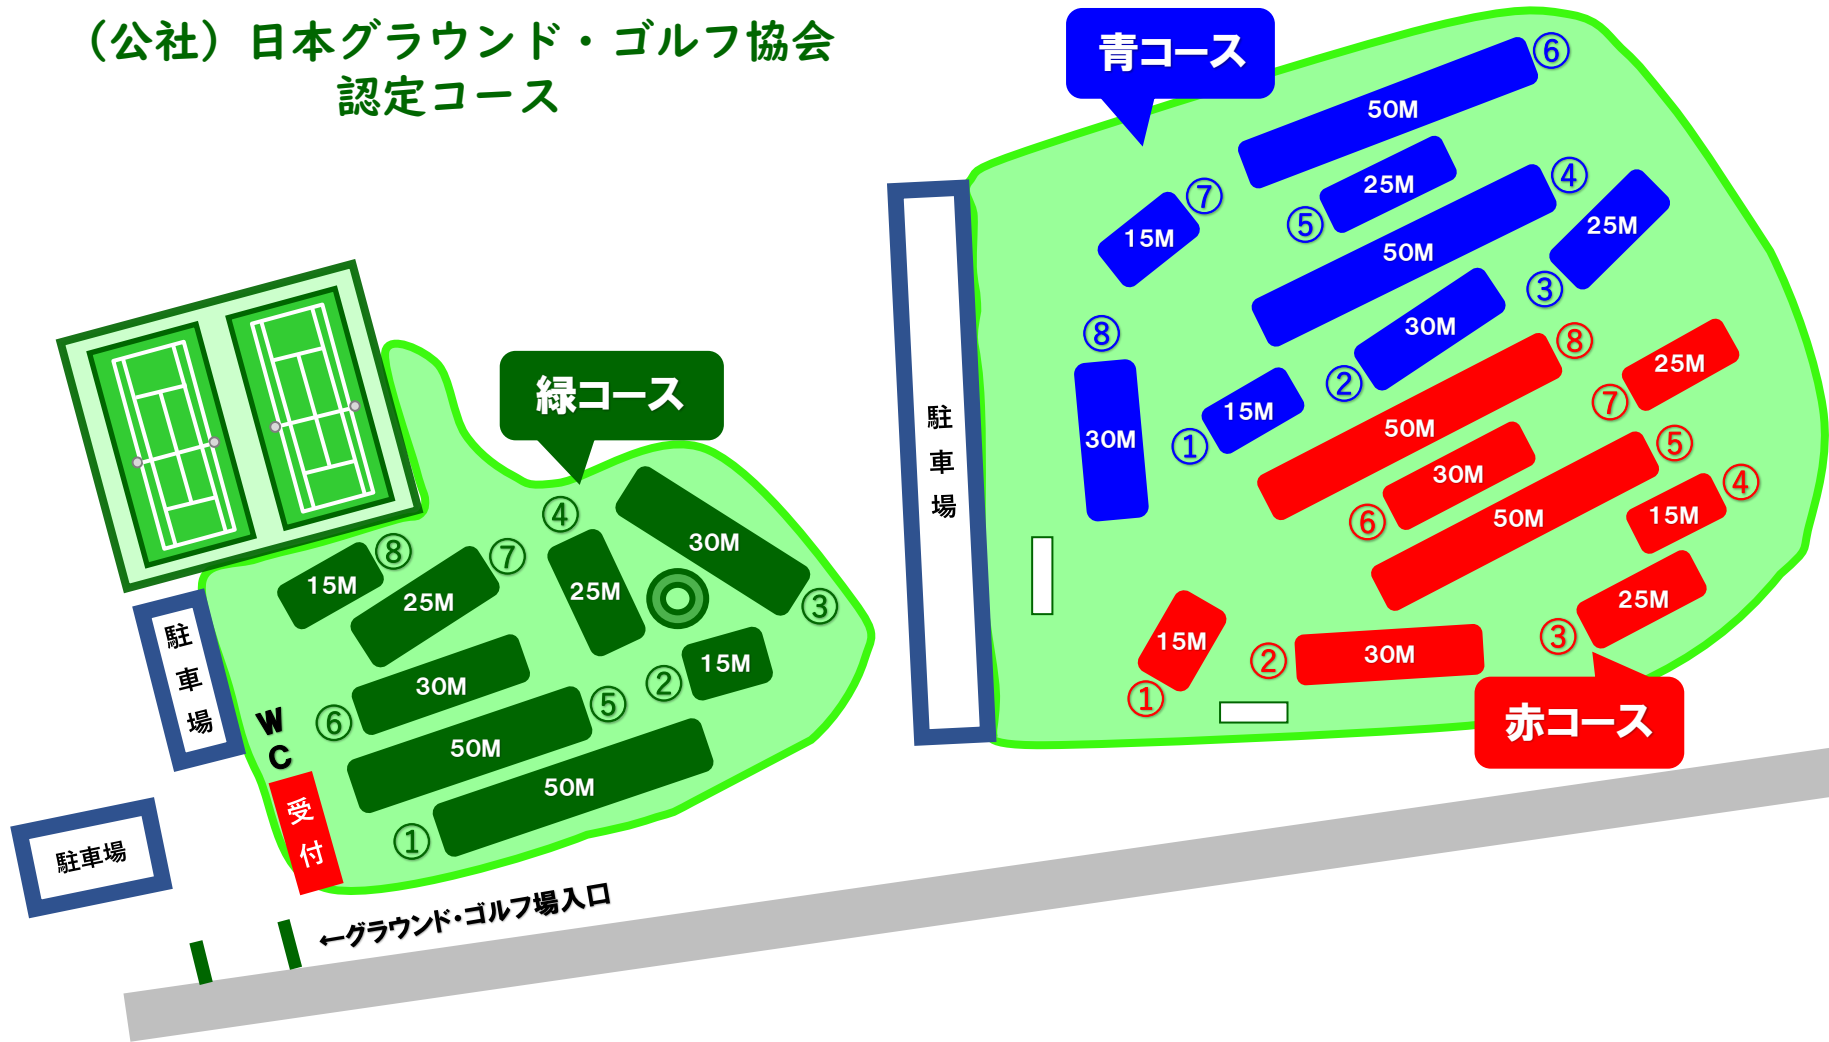 （公社）日本グラウンド・ゴルフ協会
認定コース
青コース
⑥
50M
25M
⑤
④
50M
⑦
15M
25M
③
30M
②
⑧
30M
15M
①
⑧
50M
25M
⑦
30M
⑥
⑤
50M
④
15M
25M
③
15M
①
②
30M
赤コース
駐車場
緑コース
④
30M
③
25M
⑧
15M
⑦
25M
15M
②
30M
⑥
⑤
50M
50M
①
駐車場
WC
受付
駐車場
←グラウンド・ゴルフ場入口